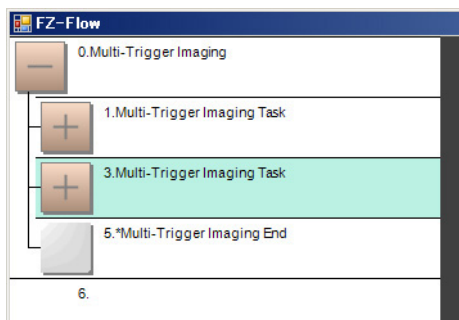 FZ-Flow
0.Multi-Trigger Imaging
1.Multi-Trigger Imaging Task
3.Multi-Trigger Imaging Task
5.*Multi-Trigger Imaging End
6.